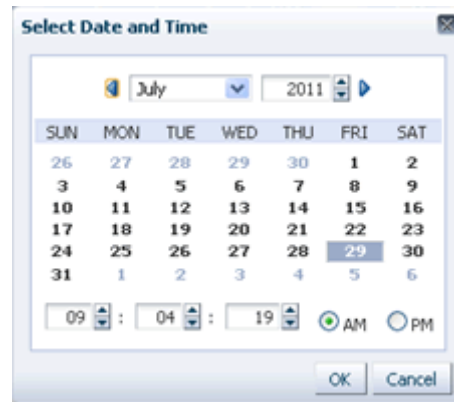 Select Date and Time
July 2011
SUN MON TUE WED THU FRI SAT
26 27 28 29 30 1 2
3 4 5 6 7 8 9
10 11 12 13 14 15 16
17 18 19 20 21 22 23
24 25 26 27 28 29 30
31 1 2 3 4 5 6
09 : 04 : 19 AM PM
OK Cancel